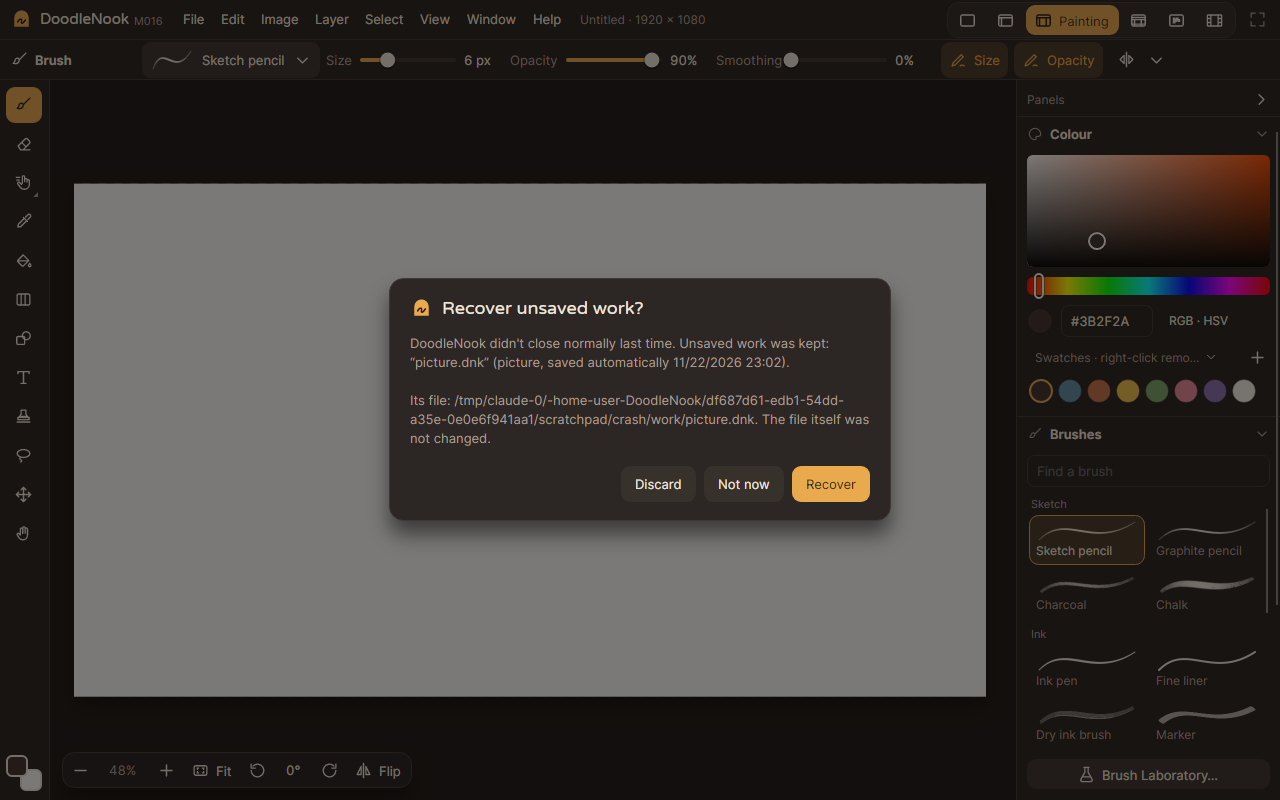 DoodleNook M016 File Edit Image Layer Select View Window Help Untitled · 1920 × 1080 Painting
Brush Sketch pencil Size 6 px Opacity 90% Smoothing 0% Size Opacity
Panels
Colour
#3B2F2A RGB · HSV
Swatches · right-click remo...
Brushes
Find a brush
Sketch
Sketch pencil Graphite pencil
Charcoal Chalk
Ink
Ink pen Fine liner
Dry ink brush Marker
Brush Laboratory...
Recover unsaved work?
DoodleNook didn't close normally last time. Unsaved work was kept:
“picture.dnk” (picture, saved automatically 11/22/2026 23:02).
Its file: /tmp/claude-0/-home-user-DoodleNook/df687d61-edb1-54dd-
a35e-0e0e6f941aa1/scratchpad/crash/work/picture.dnk. The file itself was
not changed.
Discard Not now Recover
48% Fit 0° Flip